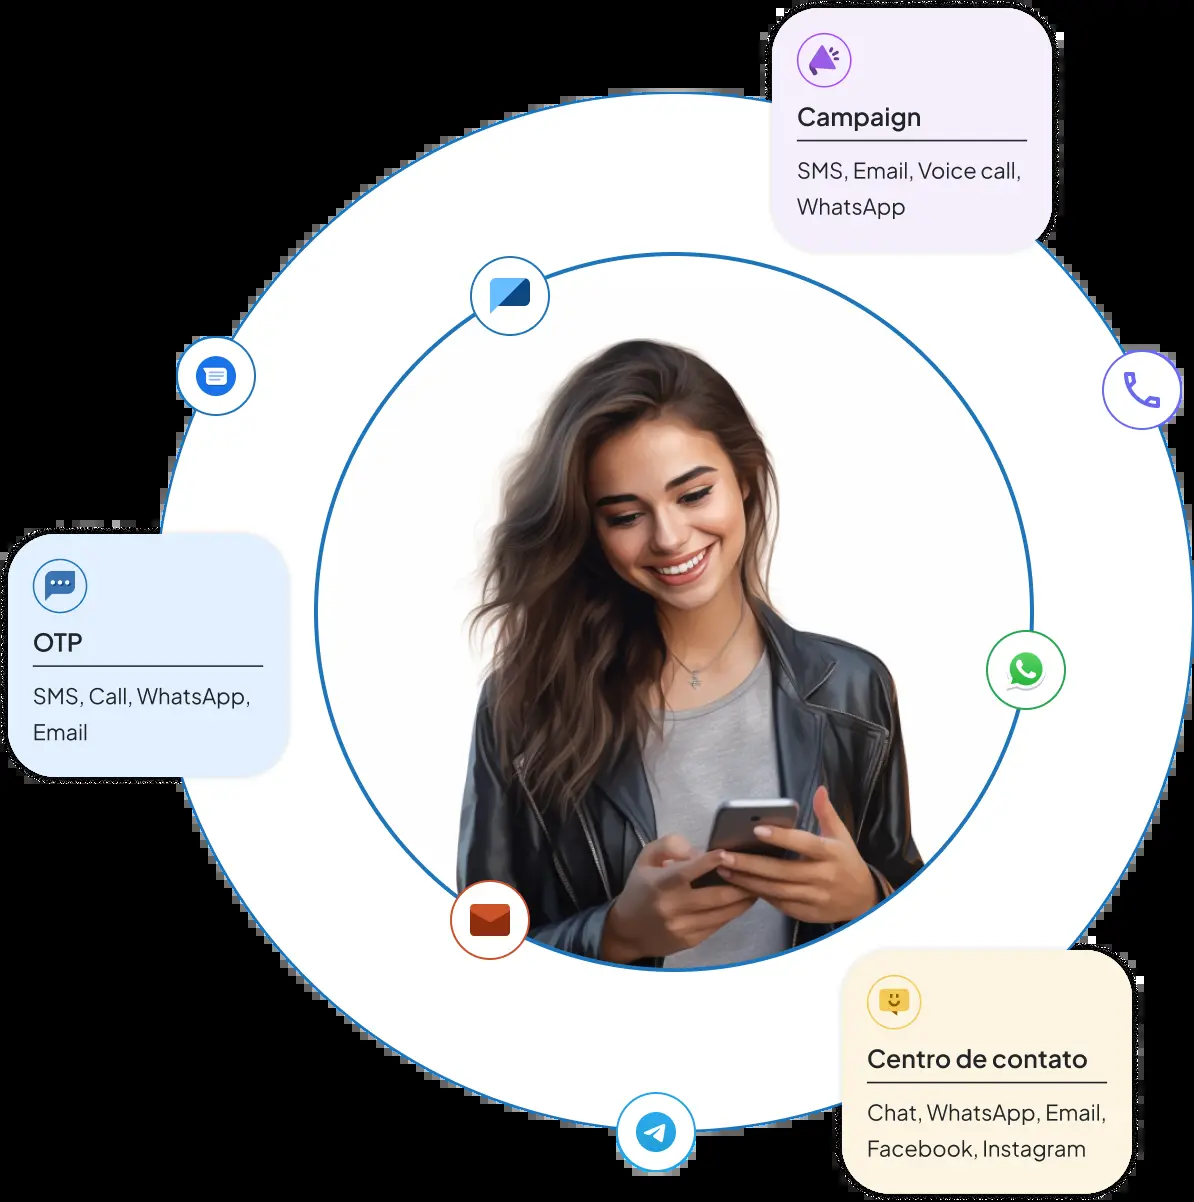 Campaign
SMS, Email, Voice call,
WhatsApp
OTP
SMS, Call, WhatsApp,
Email
Centro de contato
Chat, WhatsApp, Email,
Facebook, Instagram